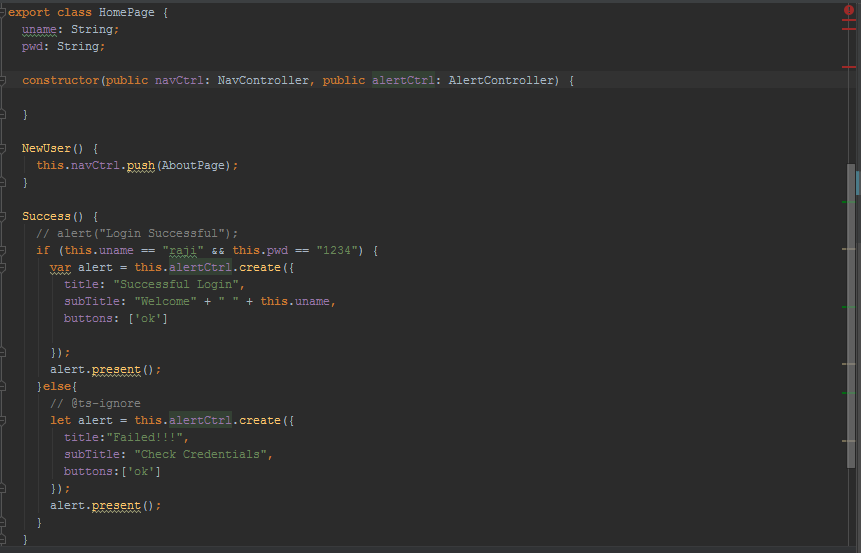 export class HomePage {
  uname: String;
  pwd: String;

  constructor(public navCtrl: NavController, public alertCtrl: AlertController) {

  }

  NewUser() {
    this.navCtrl.push(AboutPage);
  }

  Success() {
    // alert("Login Successful");
    if (this.uname == "raji" && this.pwd == "1234") {
      var alert = this.alertCtrl.create({
        title: "Successful Login",
        subTitle: "Welcome" + " " + this.uname,
        buttons: ['ok']

      });
      alert.present();
    }else{
      // @ts-ignore
      let alert = this.alertCtrl.create({
        title:"Failed!!!",
        subTitle: "Check Credentials",
        buttons:['ok']
      });
      alert.present();
    }
  }